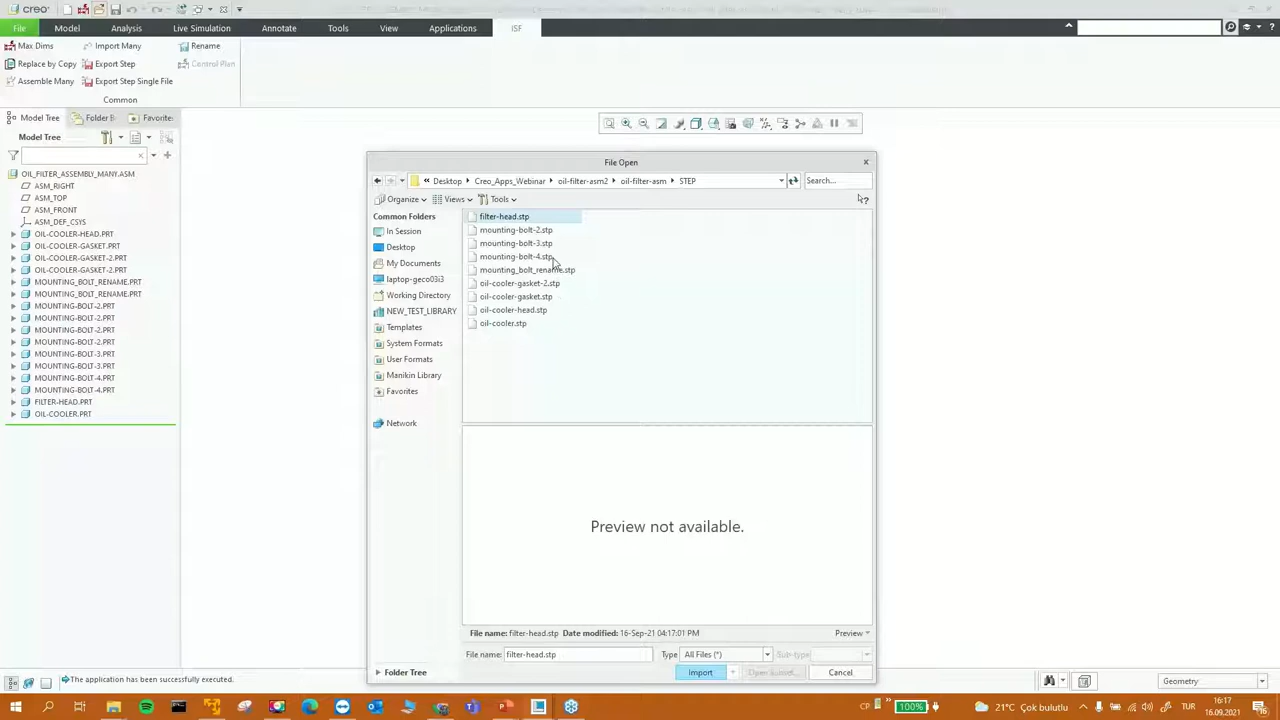 creo
File Model Analysis Live Simulation Annotate Tools View Applications ISF
Max Dims Import Many Rename
Replace by Copy Export Step Control Plan
Assemble Many Export Step Single File
Common
Model Tree Folder B Favorite
Model Tree
OIL_FILTER_ASSEMBLY_MANY.ASM
ASM_RIGHT
ASM_TOP
ASM_FRONT
ASM_DEF_CSYS
OIL-COOLER-HEAD.PRT
OIL-COOLER-GASKET.PRT
OIL-COOLER-GASKET-2.PRT
OIL-COOLER-GASKET-2.PRT
MOUNTING_BOLT_RENAME.PRT
MOUNTING_BOLT_RENAME.PRT
MOUNTING-BOLT-2.PRT
MOUNTING-BOLT-2.PRT
MOUNTING-BOLT-2.PRT
MOUNTING-BOLT-2.PRT
MOUNTING-BOLT-3.PRT
MOUNTING-BOLT-3.PRT
MOUNTING-BOLT-4.PRT
MOUNTING-BOLT-4.PRT
FILTER-HEAD.PRT
OIL-COOLER.PRT
File Open
« Desktop Creo_Apps_Webinar oil-filter-asm2 oil-filter-asm STEP Search...
Organize Views Tools
Common Folders
In Session
Desktop
My Documents
laptop-geco03i3
Working Directory
NEW_TEST_LIBRARY
Templates
System Formats
User Formats
Manikin Library
Favorites
Network
Folder Tree
filter-head.stp
mounting-bolt-2.stp
mounting-bolt-3.stp
mounting-bolt-4.stp
mounting_bolt_rename.stp
oil-cooler-gasket-2.stp
oil-cooler-gasket.stp
oil-cooler-head.stp
oil-cooler.stp
Preview not available.
File name: filter-head.stp Date modified: 16-Sep-21 04:17:01 PM Preview
File name: filter-head.stp Type All Files (*) Sub-type
Import Open Subset... Cancel
The application has been successfully executed.
Geometry
CP 100% 21°C Çok bulutlu TUR 16:17
16.09.2021
16